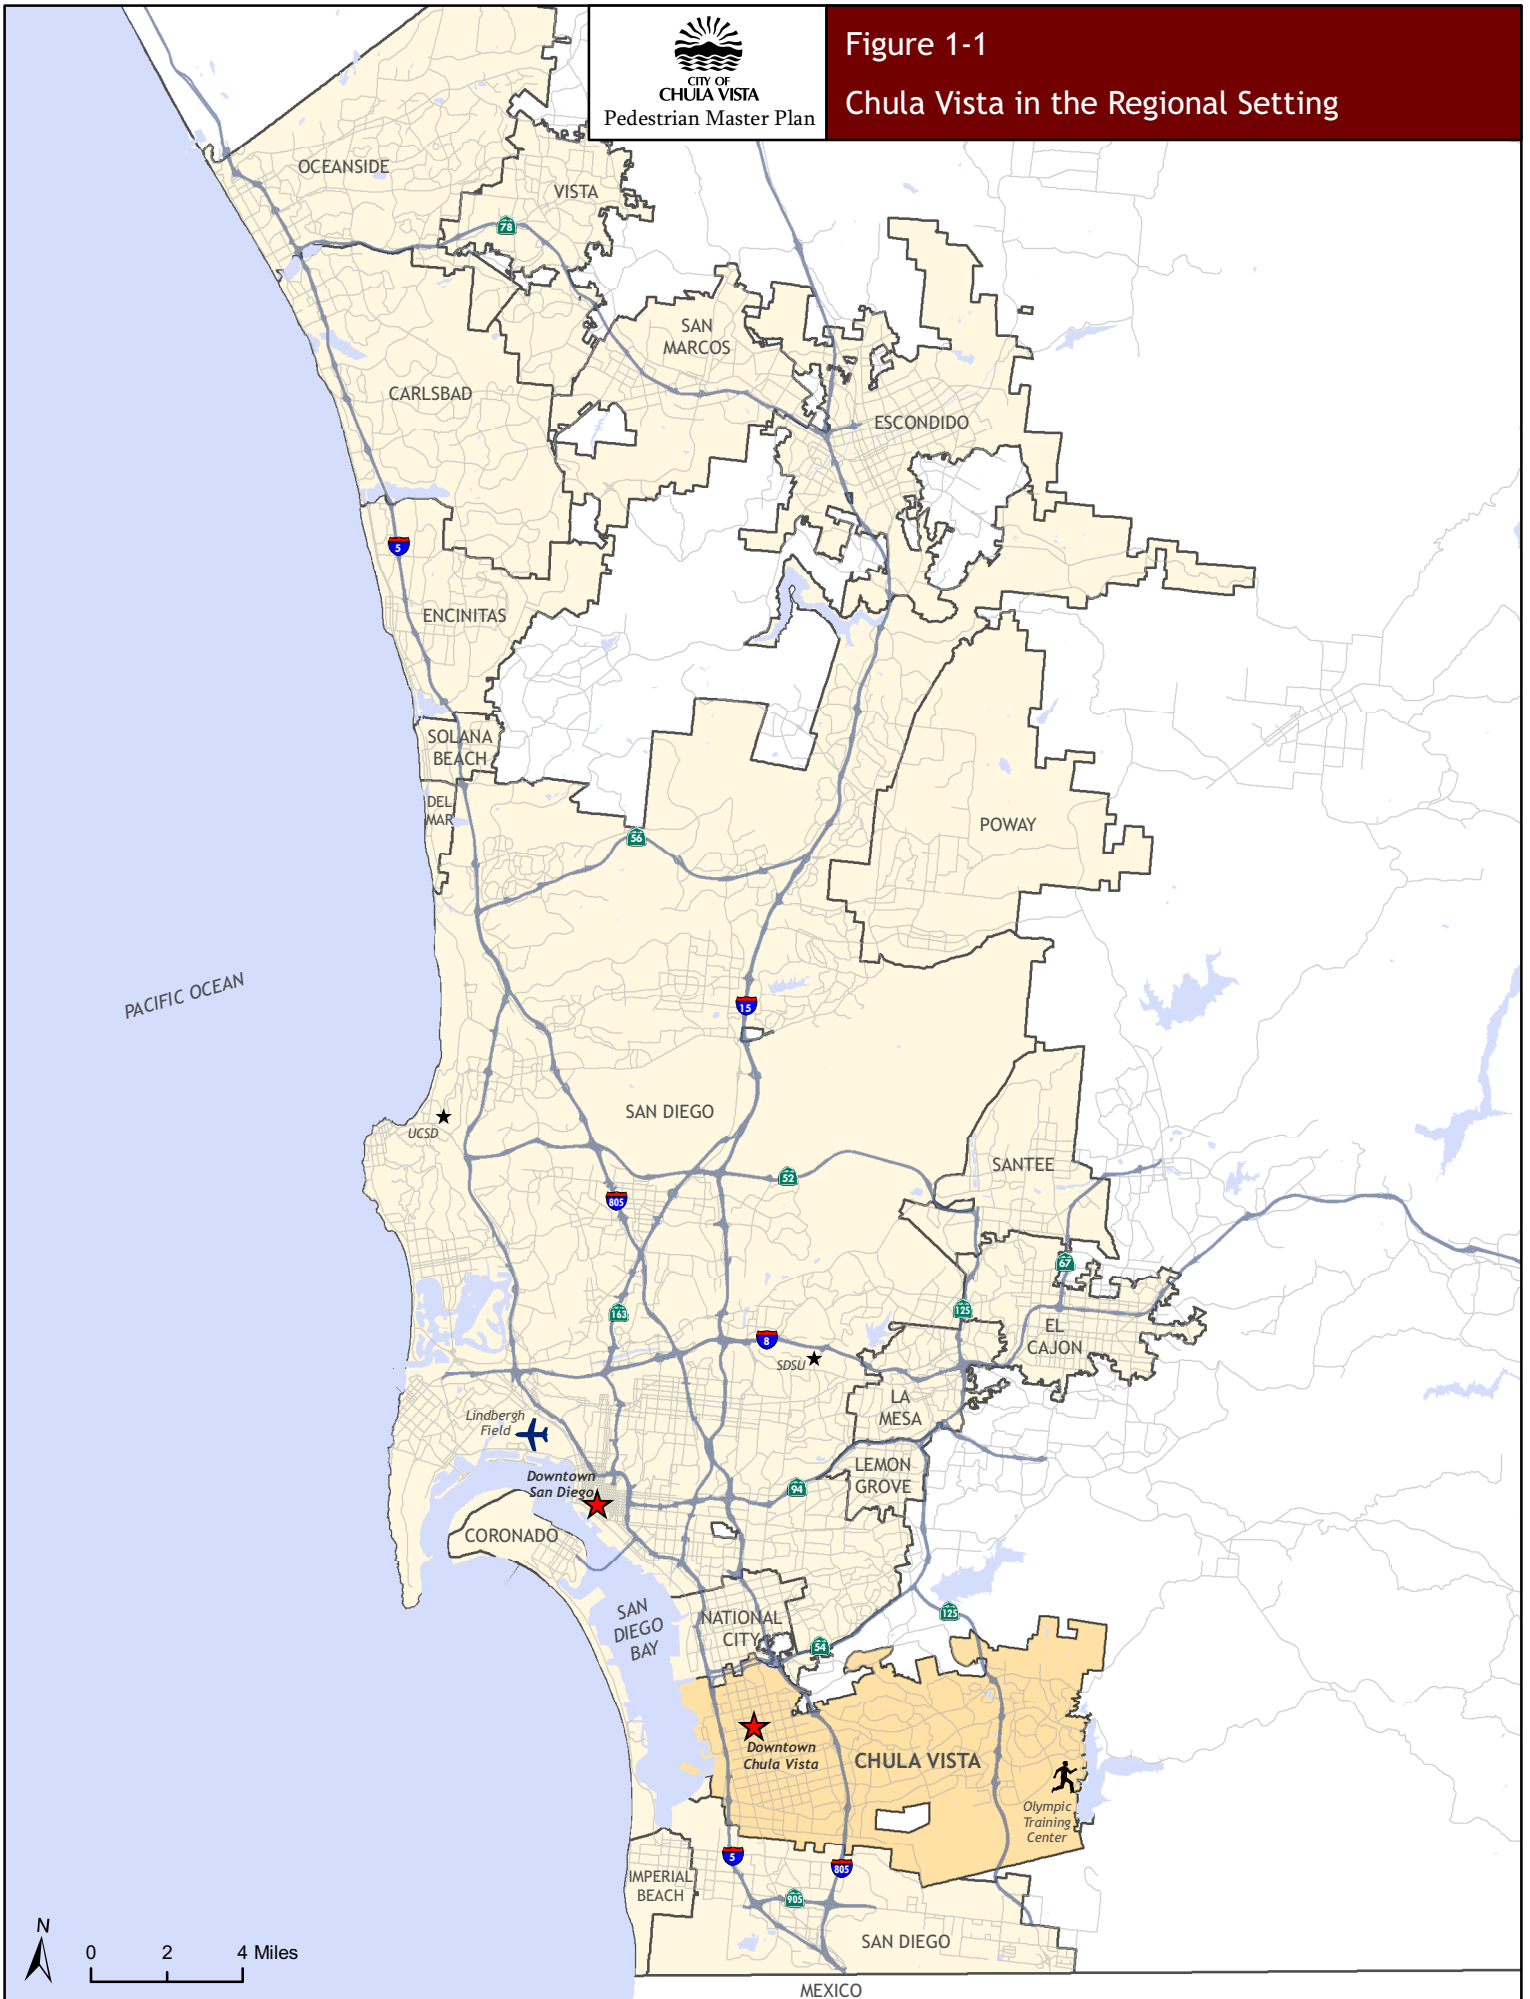 CITY OF
CHULA VISTA
Pedestrian Master Plan
Figure 1-1
Chula Vista in the Regional Setting
OCEANSIDE
VISTA
78
SAN
MARCOS
CARLSBAD
ESCONDIDO
5
ENCINITAS
SOLANA
BEACH
DEL
MAR
56
POWAY
PACIFIC OCEAN
15
SAN DIEGO
UCSD
SANTEE
52
805
67
163
125
8
EL
CAJON
SDSU
LA
MESA
Lindbergh
Field
LEMON
GROVE
Downtown
San Diego
94
CORONADO
SAN
DIEGO
BAY
NATIONAL
CITY
125
54
Downtown
Chula Vista
CHULA VISTA
Olympic
Training
Center
5
805
IMPERIAL
BEACH
905
SAN DIEGO
N
0 2 4 Miles
MEXICO